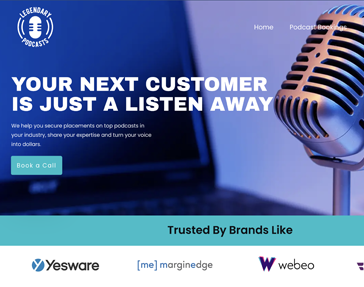 LEGENDARY
PODCASTS
Home Podcast Bookings
YOUR NEXT CUSTOMER
IS JUST A LISTEN AWAY
We help you secure placements on top podcasts in
your industry, share your expertise and turn your voice
into dollars.
Book a Call
Trusted By Brands Like
Yesware [me] marginedge webeo